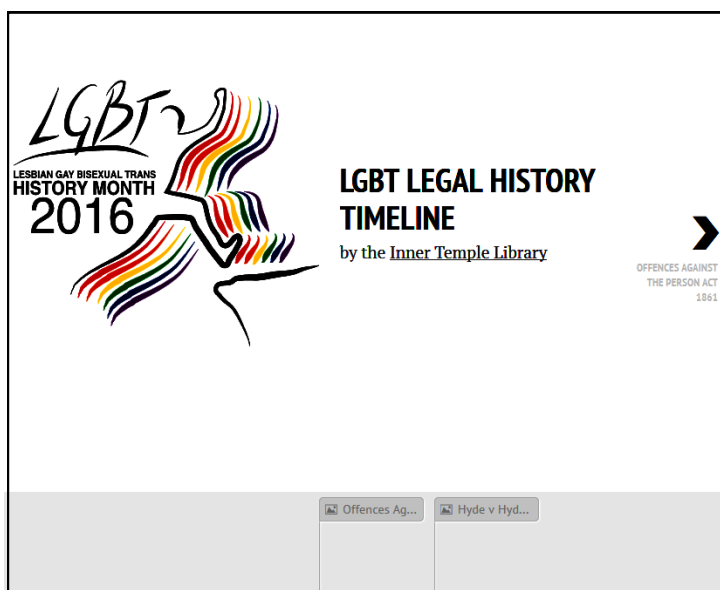 LGBT
LESBIAN GAY BISEXUAL TRANS
HISTORY MONTH
2016
LGBT LEGAL HISTORY
TIMELINE
by the Inner Temple Library
OFFENCES AGAINST
THE PERSON ACT
1861
Offences Ag...
Hyde v Hyd...